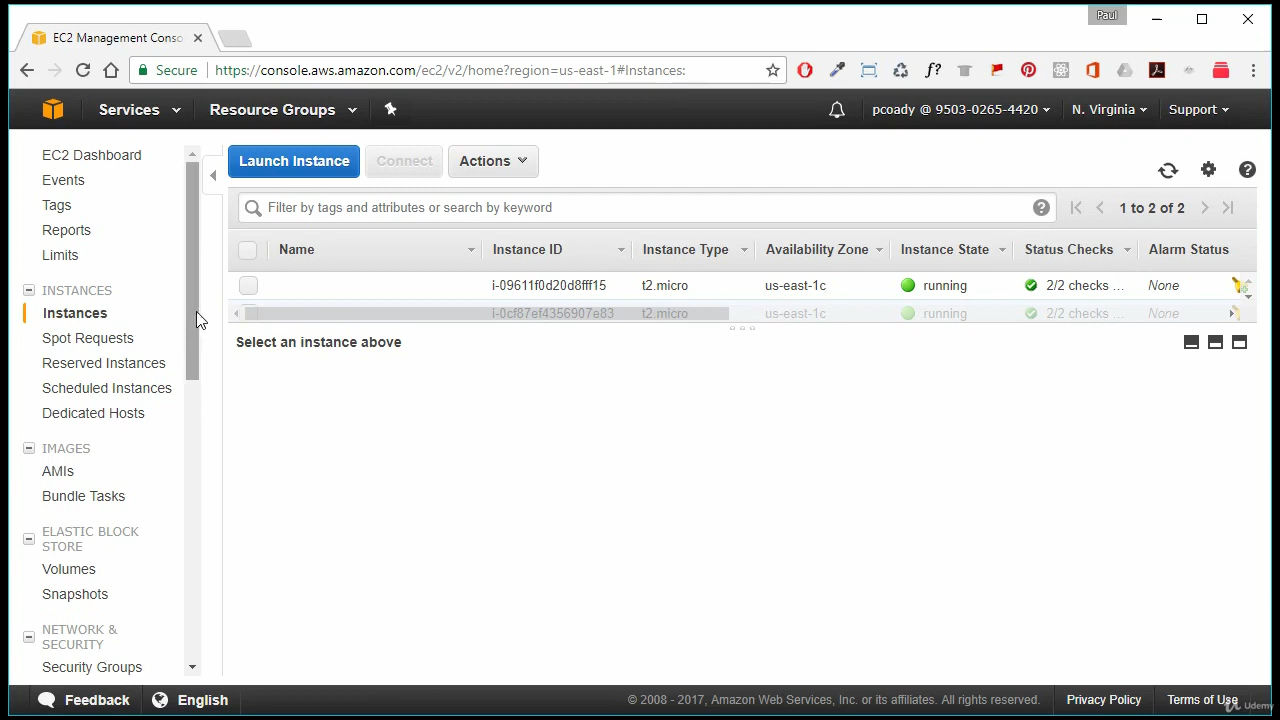 Paul
EC2 Management Conso
Secure
https://console.aws.amazon.com/ec2/v2/home?region=us-east-1#Instances:
f?
Services
Resource Groups
pcoady @ 9503-0265-4420
N. Virginia
Support
EC2 Dashboard
Events
Tags
Reports
Limits
INSTANCES
Instances
Spot Requests
Reserved Instances
Scheduled Instances
Dedicated Hosts
IMAGES
AMIs
Bundle Tasks
ELASTIC BLOCK
STORE
Volumes
Snapshots
NETWORK &
SECURITY
Security Groups
Launch Instance
Connect
Actions
Filter by tags and attributes or search by keyword
1 to 2 of 2
Name Instance ID Instance Type Availability Zone Instance State Status Checks Alarm Status
i-09611f0d20d8fff15 t2.micro us-east-1c running 2/2 checks ... None
i-0cf87ef4356907e83 t2.micro us-east-1c running 2/2 checks ... None
Select an instance above
Feedback
English
© 2008 - 2017, Amazon Web Services, Inc. or its affiliates. All rights reserved.
Privacy Policy
Terms of Use
Udemy